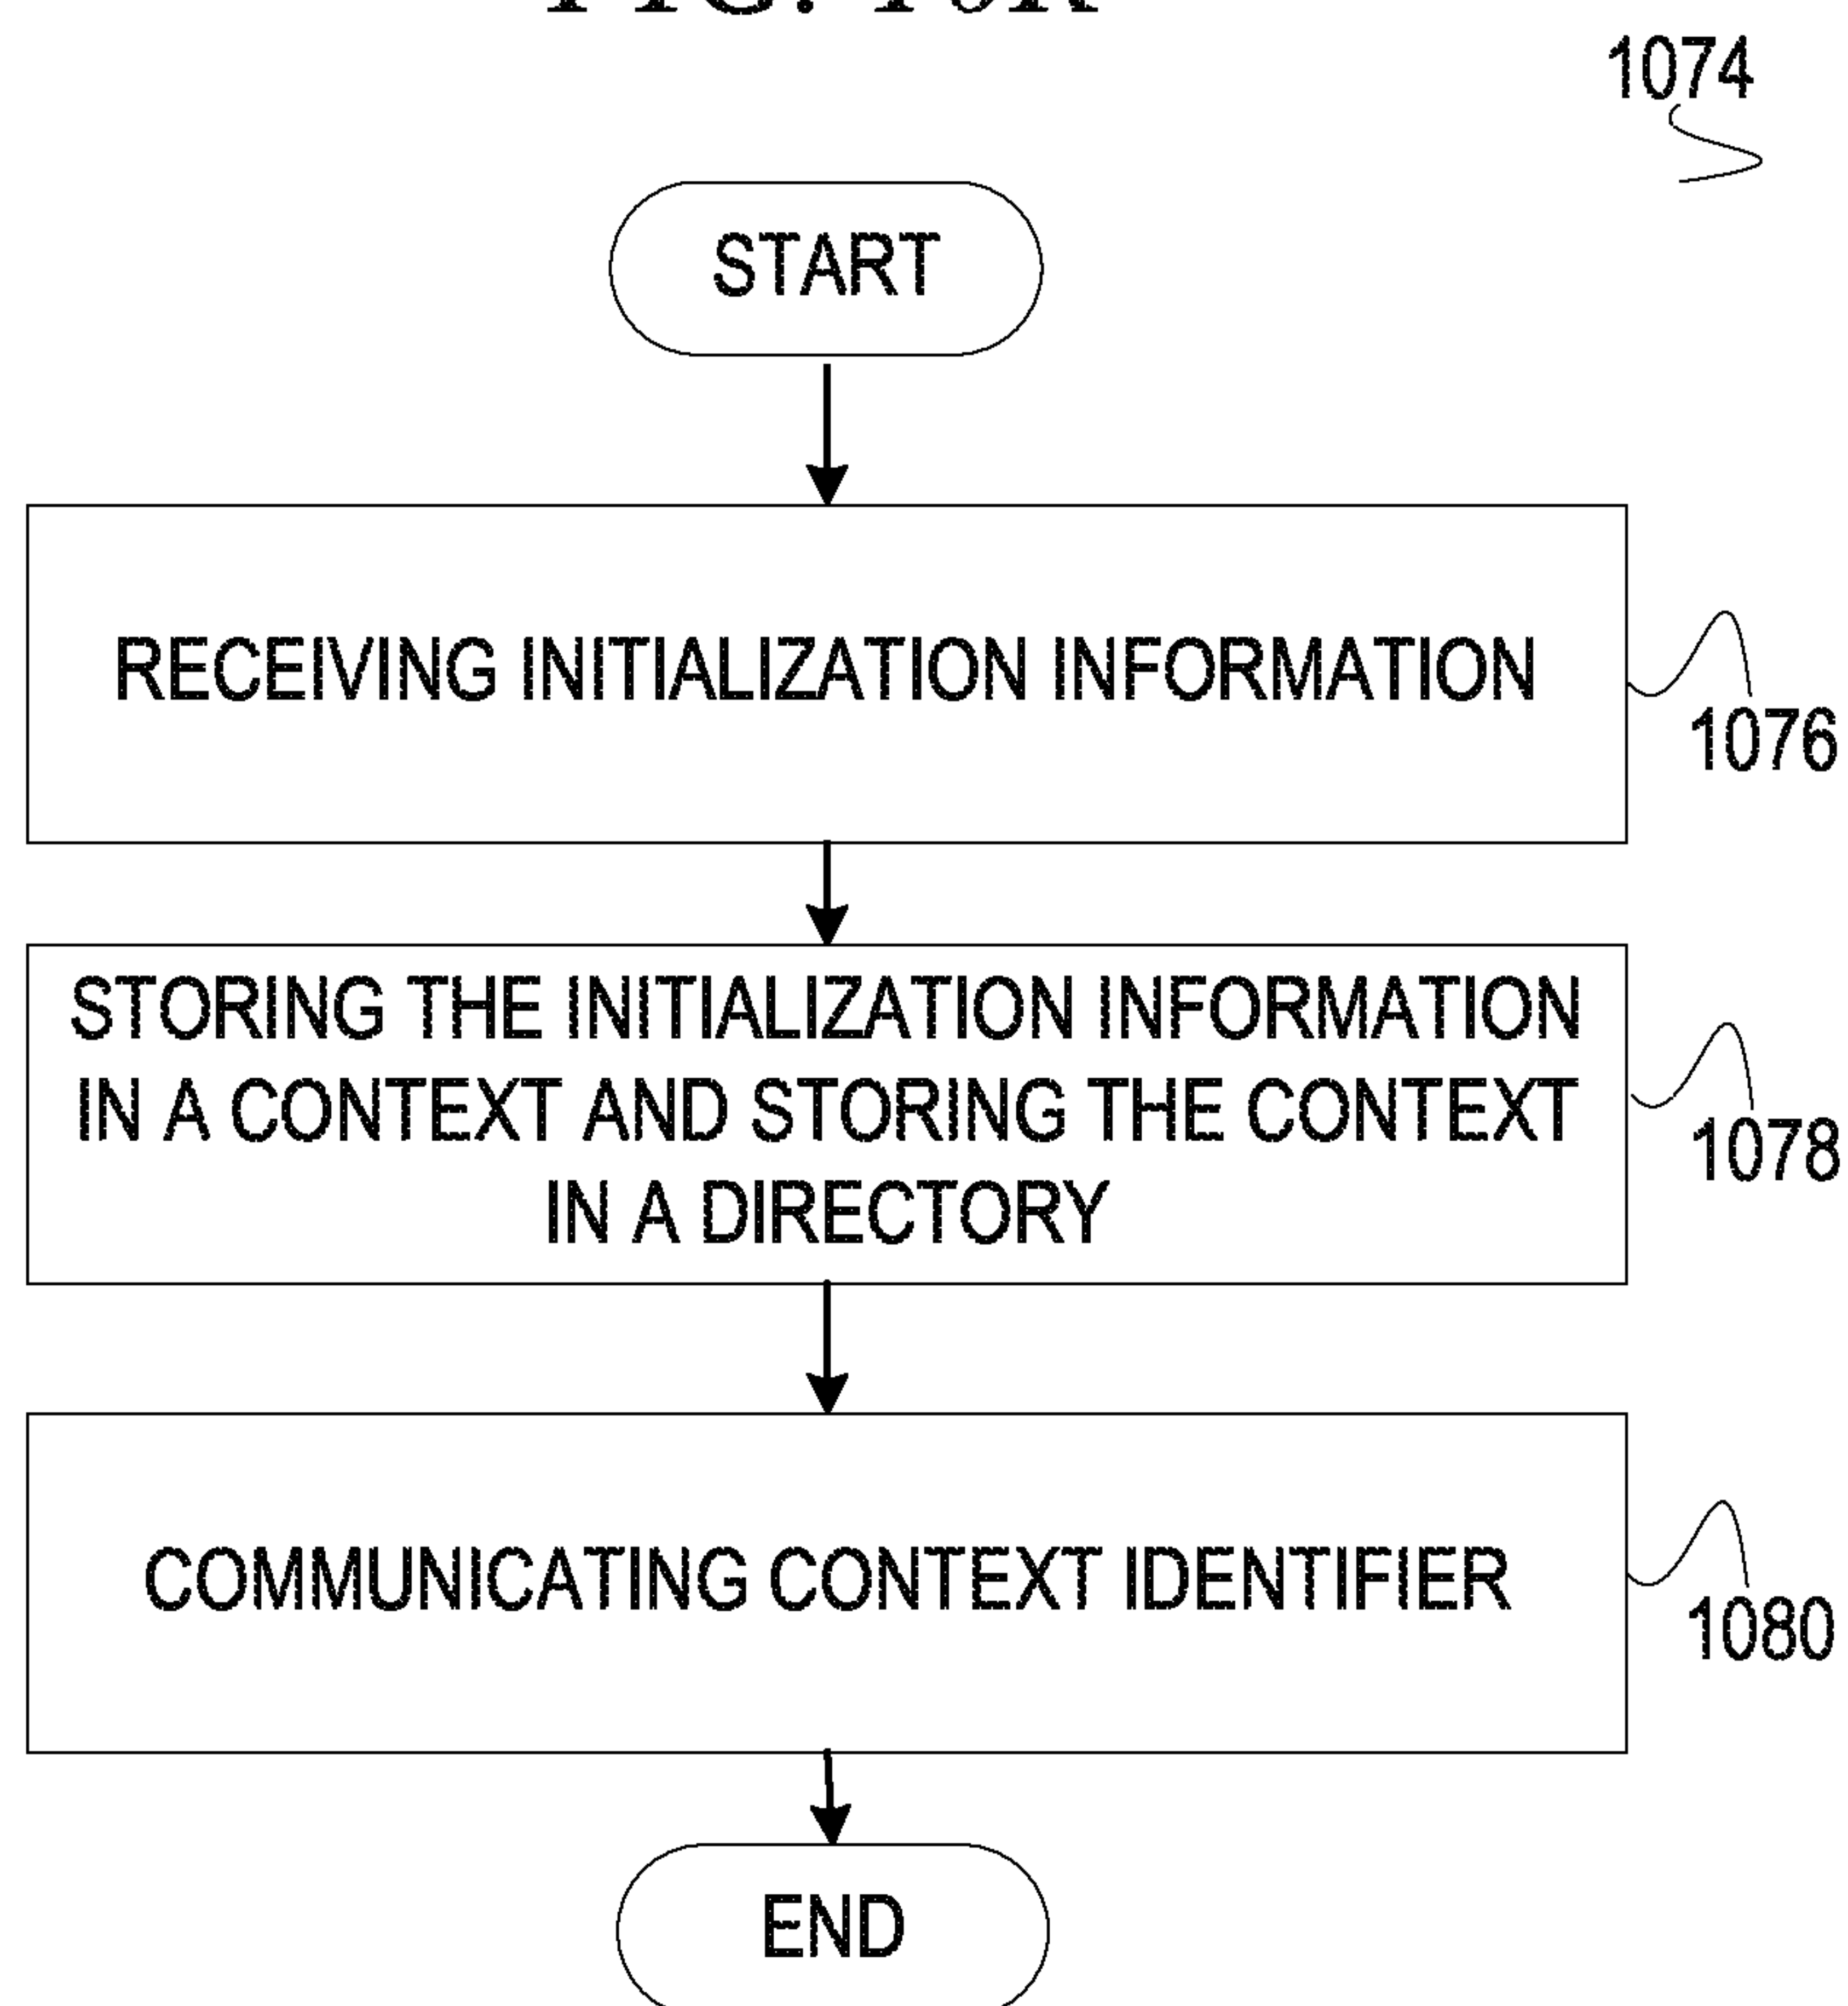 1074
START
RECEIVING INITIALIZATION INFORMATION
1076
STORING THE INITIALIZATION INFORMATION
IN A CONTEXT AND STORING THE CONTEXT
IN A DIRECTORY
1078
COMMUNICATING CONTEXT IDENTIFIER
1080
END